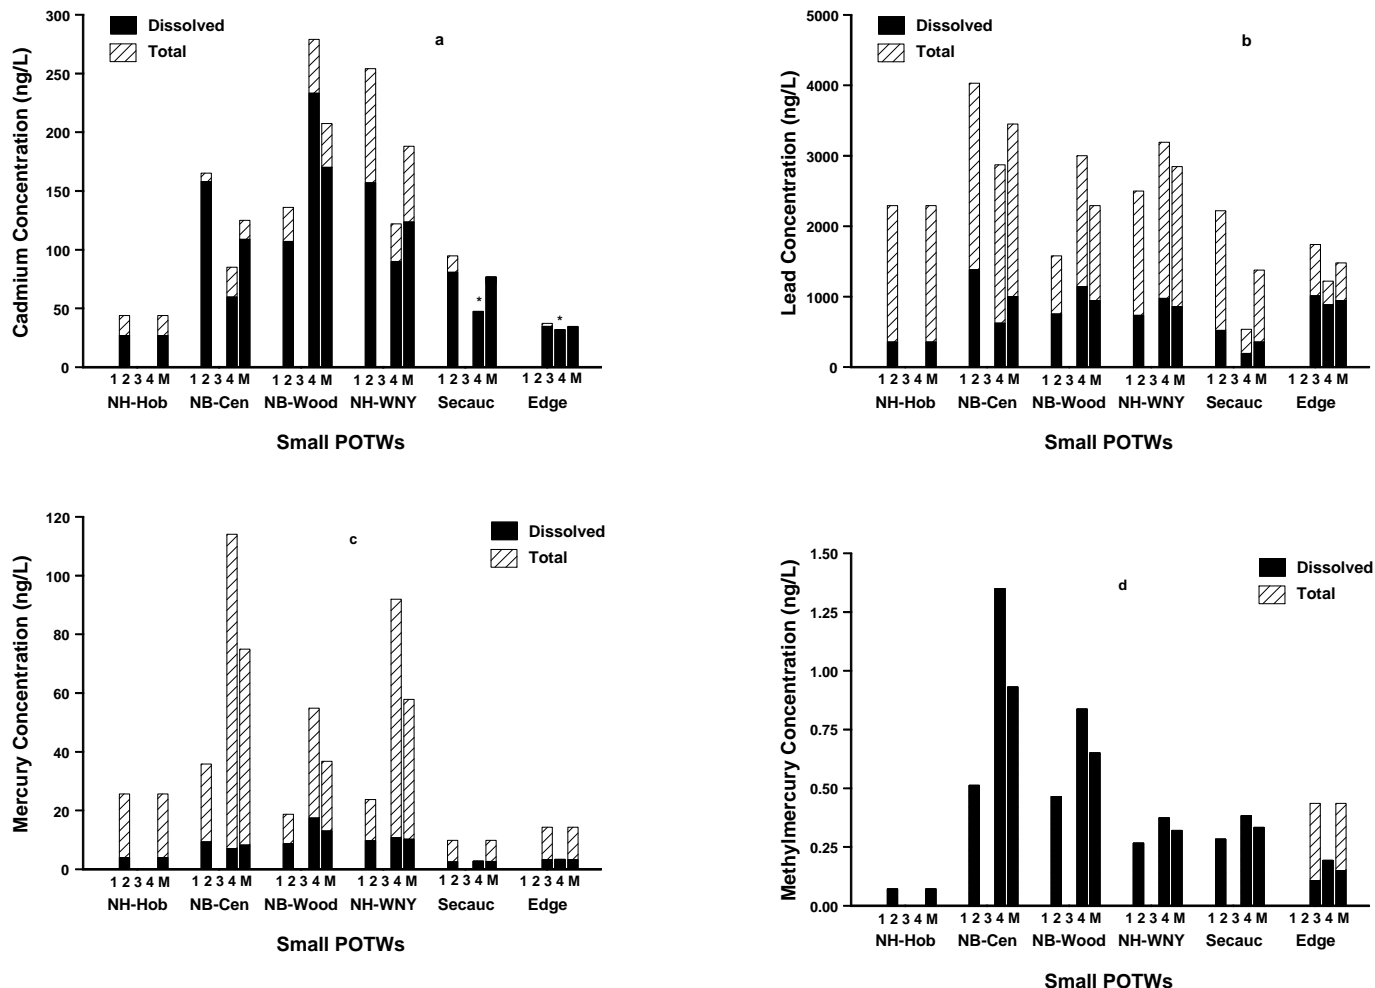 300
250
200
150
100
50
0
Cadmium Concentration (ng/L)
Dissolved
Total
a
*
*
1 2 3 4 M 1 2 3 4 M 1 2 3 4 M 1 2 3 4 M 1 2 3 4 M 1 2 3 4 M
NH-Hob NB-Cen NB-Wood NH-WNY Secauc Edge
Small POTWs
5000
4000
3000
2000
1000
0
Lead Concentration (ng/L)
Dissolved
Total
b
1 2 3 4 M 1 2 3 4 M 1 2 3 4 M 1 2 3 4 M 1 2 3 4 M 1 2 3 4 M
NH-Hob NB-Cen NB-Wood NH-WNY Secauc Edge
Small POTWs
120
100
80
60
40
20
0
Mercury Concentration (ng/L)
Dissolved
Total
c
1 2 3 4 M 1 2 3 4 M 1 2 3 4 M 1 2 3 4 M 1 2 3 4 M 1 2 3 4 M
NH-Hob NB-Cen NB-Wood NH-WNY Secauc Edge
Small POTWs
1.50
1.25
1.00
0.75
0.50
0.25
0.00
Methylmercury Concentration (ng/L)
Dissolved
Total
d
1 2 3 4 M 1 2 3 4 M 1 2 3 4 M 1 2 3 4 M 1 2 3 4 M 1 2 3 4 M
NH-Hob NB-Cen NB-Wood NH-WNY Secauc Edge
Small POTWs